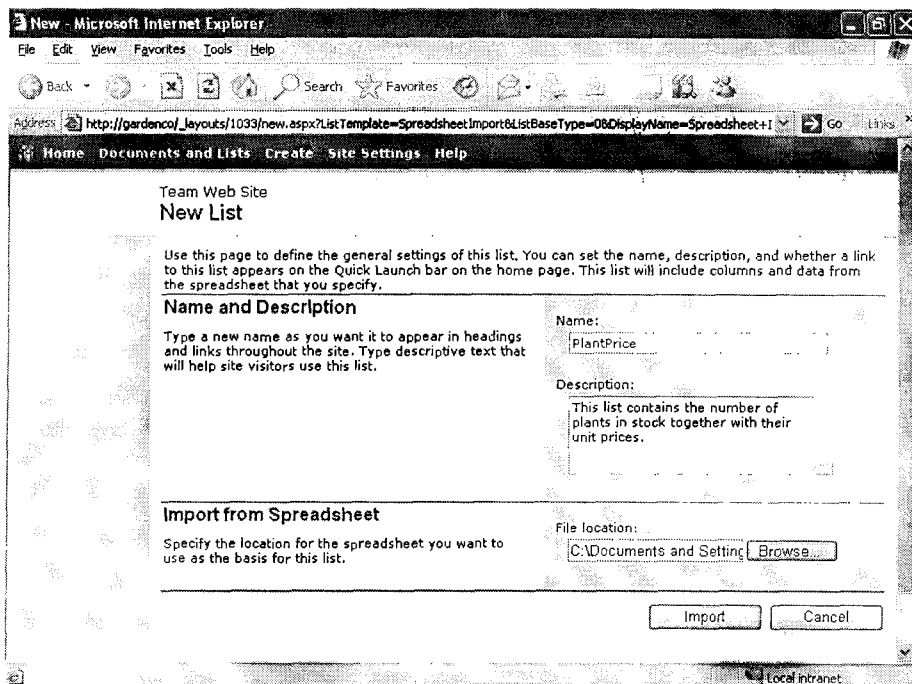 New - Microsoft Internet Explorer
File Edit View Favorites Tools Help
Back Search Favorites
Address http://gardenco/_layouts/1033/new.aspx?ListTemplate=SpreadsheetImport&ListBaseType=0&DisplayName=Spreadsheet+I Go Links »
Home Documents and Lists Create Site Settings Help
Team Web Site
New List
Use this page to define the general settings of this list. You can set the name, description, and whether a link
to this list appears on the Quick Launch bar on the home page. This list will include columns and data from
the spreadsheet that you specify.
Name and Description
Type a new name as you want it to appear in headings
and links throughout the site. Type descriptive text that
will help site visitors use this list.
Name:
PlantPrice
Description:
This list contains the number of
plants in stock together with their
unit prices.
Import from Spreadsheet
Specify the location for the spreadsheet you want to
use as the basis for this list.
File location:
C:\Documents and Setting Browse...
Import Cancel
Local intranet